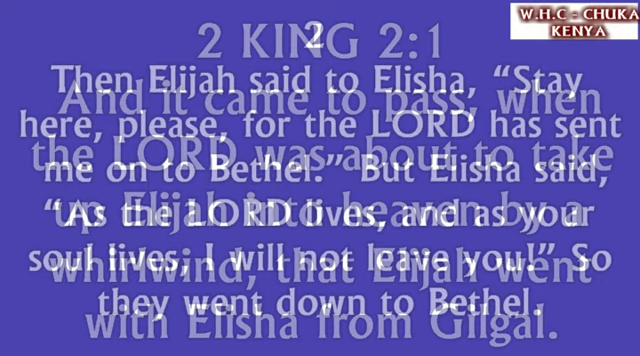 W.H.C - CHUKA
KENYA
2 KING 2:1
And it came to pass, when
the LORD was about to take
up Elijah into heaven by a
whirlwind, that Elijah went
with Elisha from Gilgal.
2
Then Elijah said to Elisha, “Stay
here, please, for the LORD has sent
me on to Bethel.” But Elisha said,
“As the LORD lives, and as your
soul lives, I will not leave you!” So
they went down to Bethel.